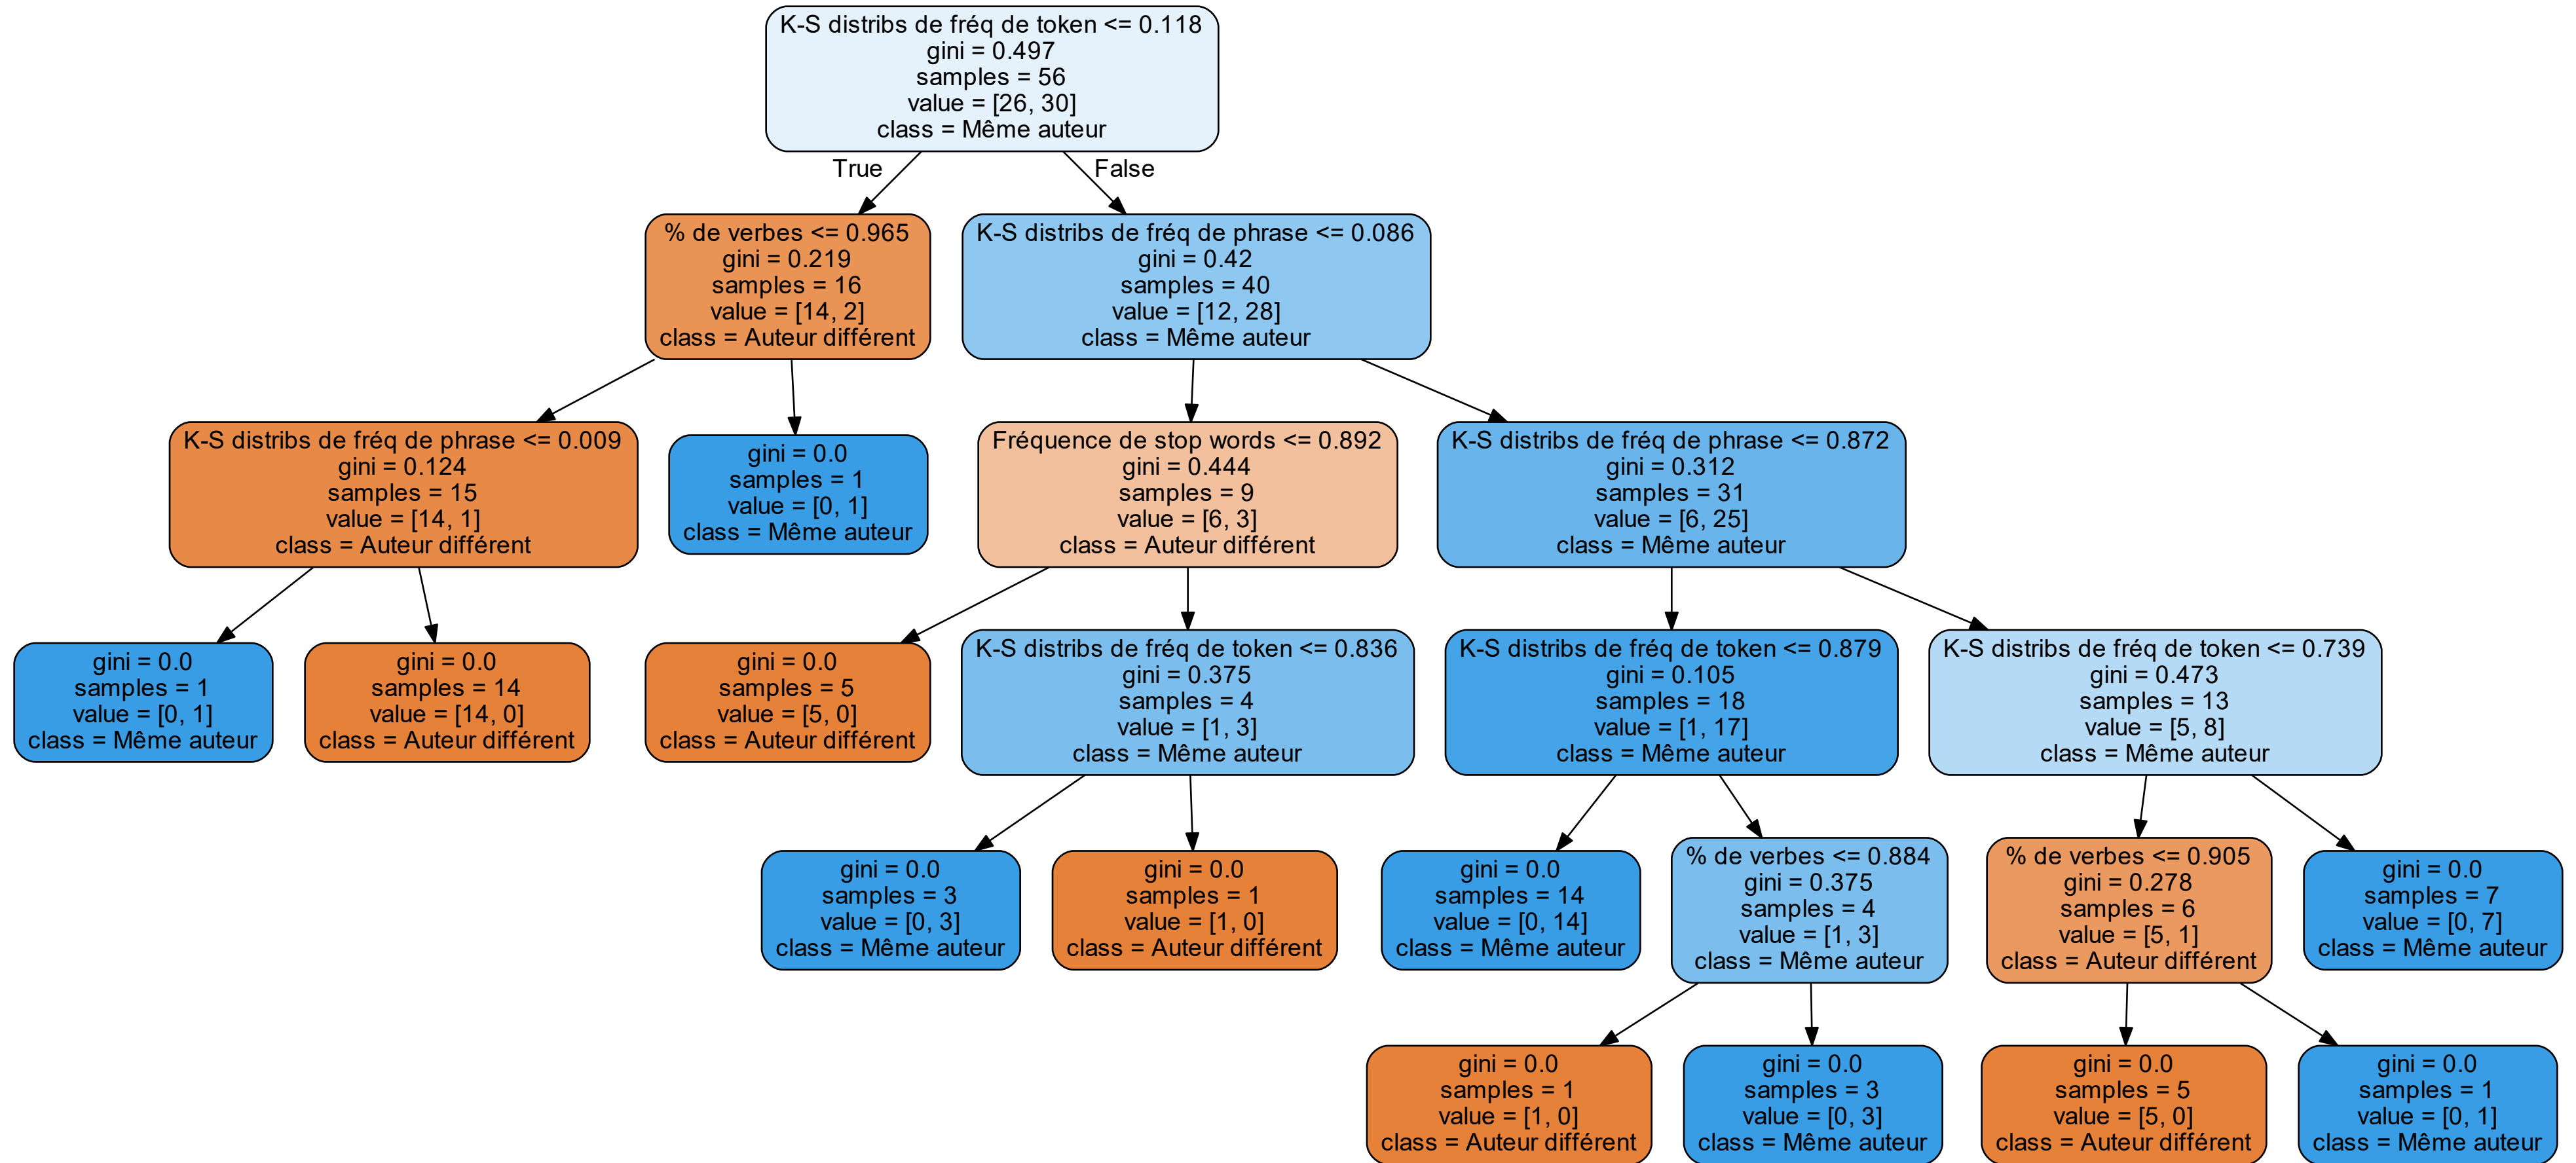 K-S distribs de fréq de token <= 0.118
gini = 0.497
samples = 56
value = [26, 30]
class = Même auteur
True
False
% de verbes <= 0.965
gini = 0.219
samples = 16
value = [14, 2]
class = Auteur différent
K-S distribs de fréq de phrase <= 0.086
gini = 0.42
samples = 40
value = [12, 28]
class = Même auteur
K-S distribs de fréq de phrase <= 0.009
gini = 0.124
samples = 15
value = [14, 1]
class = Auteur différent
gini = 0.0
samples = 1
value = [0, 1]
class = Même auteur
Fréquence de stop words <= 0.892
gini = 0.444
samples = 9
value = [6, 3]
class = Auteur différent
K-S distribs de fréq de phrase <= 0.872
gini = 0.312
samples = 31
value = [6, 25]
class = Même auteur
gini = 0.0
samples = 1
value = [0, 1]
class = Même auteur
gini = 0.0
samples = 14
value = [14, 0]
class = Auteur différent
gini = 0.0
samples = 5
value = [5, 0]
class = Auteur différent
K-S distribs de fréq de token <= 0.836
gini = 0.375
samples = 4
value = [1, 3]
class = Même auteur
K-S distribs de fréq de token <= 0.879
gini = 0.105
samples = 18
value = [1, 17]
class = Même auteur
K-S distribs de fréq de token <= 0.739
gini = 0.473
samples = 13
value = [5, 8]
class = Même auteur
gini = 0.0
samples = 3
value = [0, 3]
class = Même auteur
gini = 0.0
samples = 1
value = [1, 0]
class = Auteur différent
gini = 0.0
samples = 14
value = [0, 14]
class = Même auteur
% de verbes <= 0.884
gini = 0.375
samples = 4
value = [1, 3]
class = Même auteur
% de verbes <= 0.905
gini = 0.278
samples = 6
value = [5, 1]
class = Auteur différent
gini = 0.0
samples = 7
value = [0, 7]
class = Même auteur
gini = 0.0
samples = 1
value = [1, 0]
class = Auteur différent
gini = 0.0
samples = 3
value = [0, 3]
class = Même auteur
gini = 0.0
samples = 5
value = [5, 0]
class = Auteur différent
gini = 0.0
samples = 1
value = [0, 1]
class = Même auteur